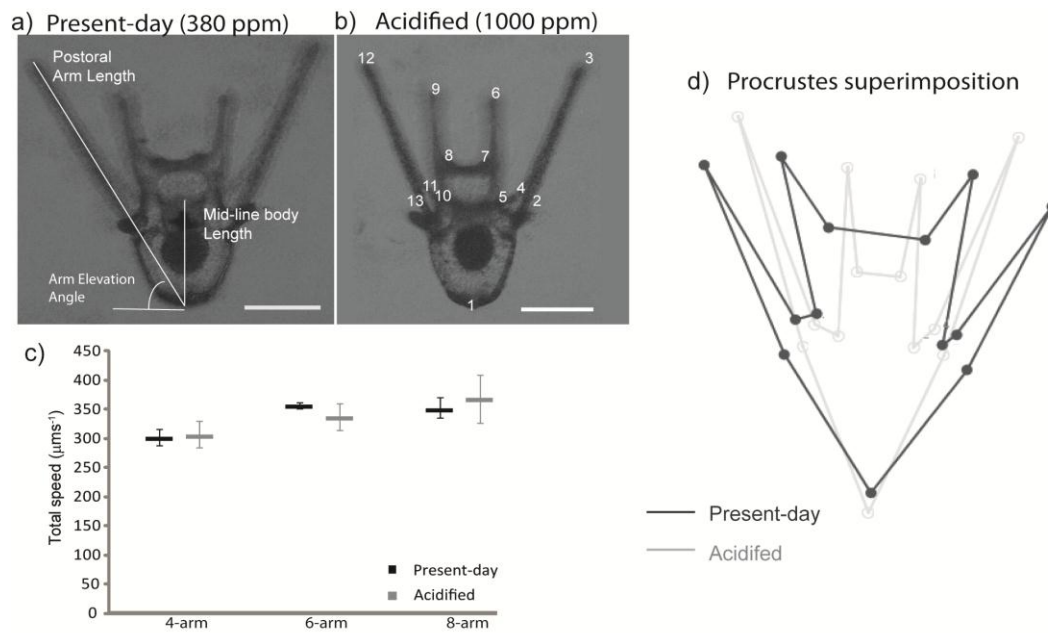 a) Present-day (380 ppm)
Postoral
Arm Length
Mid-line body
Length
Arm Elevation
Angle
b) Acidified (1000 ppm)
12
3
9
6
8
7
11
10
4
5
13
2
1
c)
450
400
350
300
250
200
150
100
50
0
Total speed (µms⁻¹)
Present-day
Acidified
4-arm
6-arm
8-arm
d) Procrustes superimposition
Present-day
Acidifed